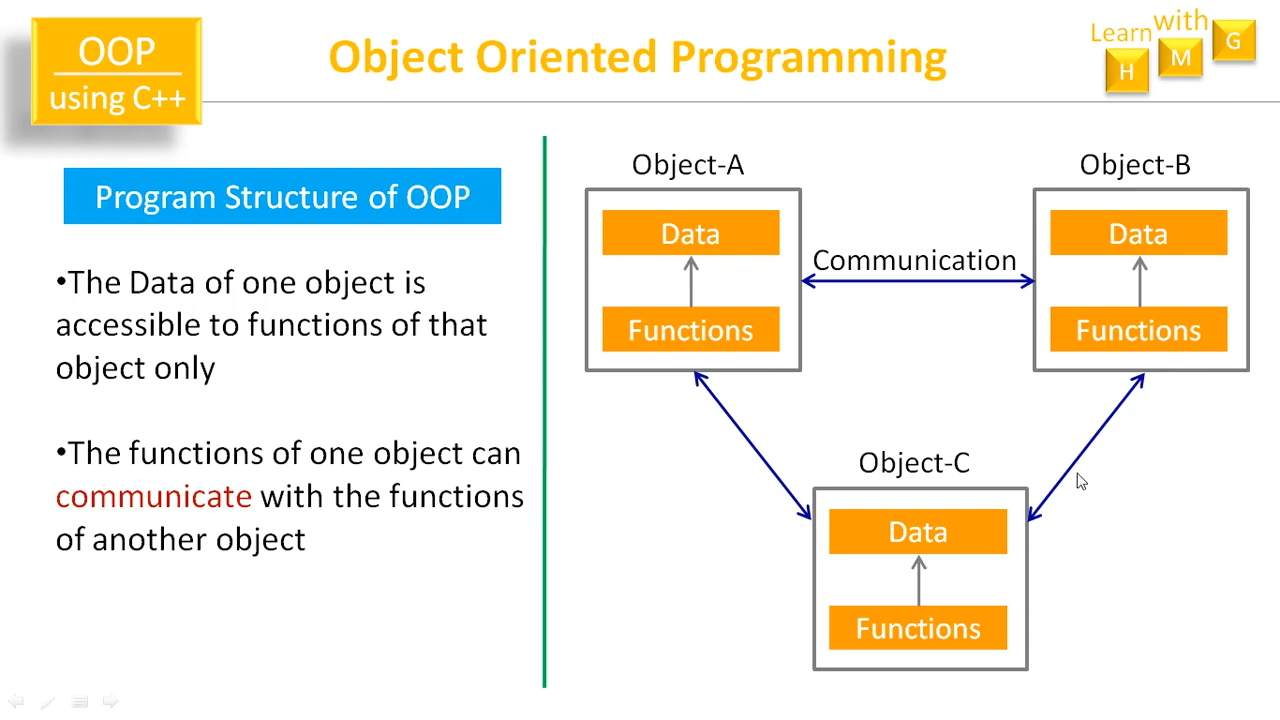 OOP
using C++
Object Oriented Programming
Learn with
H M G
Program Structure of OOP
•The Data of one object is
accessible to functions of that
object only
•The functions of one object can
communicate with the functions
of another object
Object-A
Data
Functions
Communication
Object-B
Data
Functions
Object-C
Data
Functions